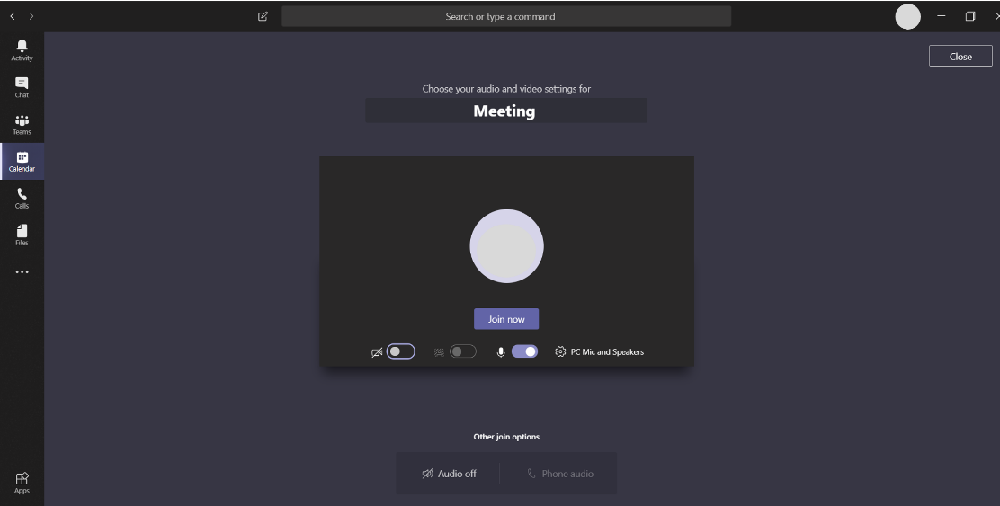 Search or type a command
Activity
Chat
Teams
Calendar
Calls
Files
Apps
Close
Choose your audio and video settings for
Meeting
Join now
PC Mic and Speakers
Other join options
Audio off
Phone audio